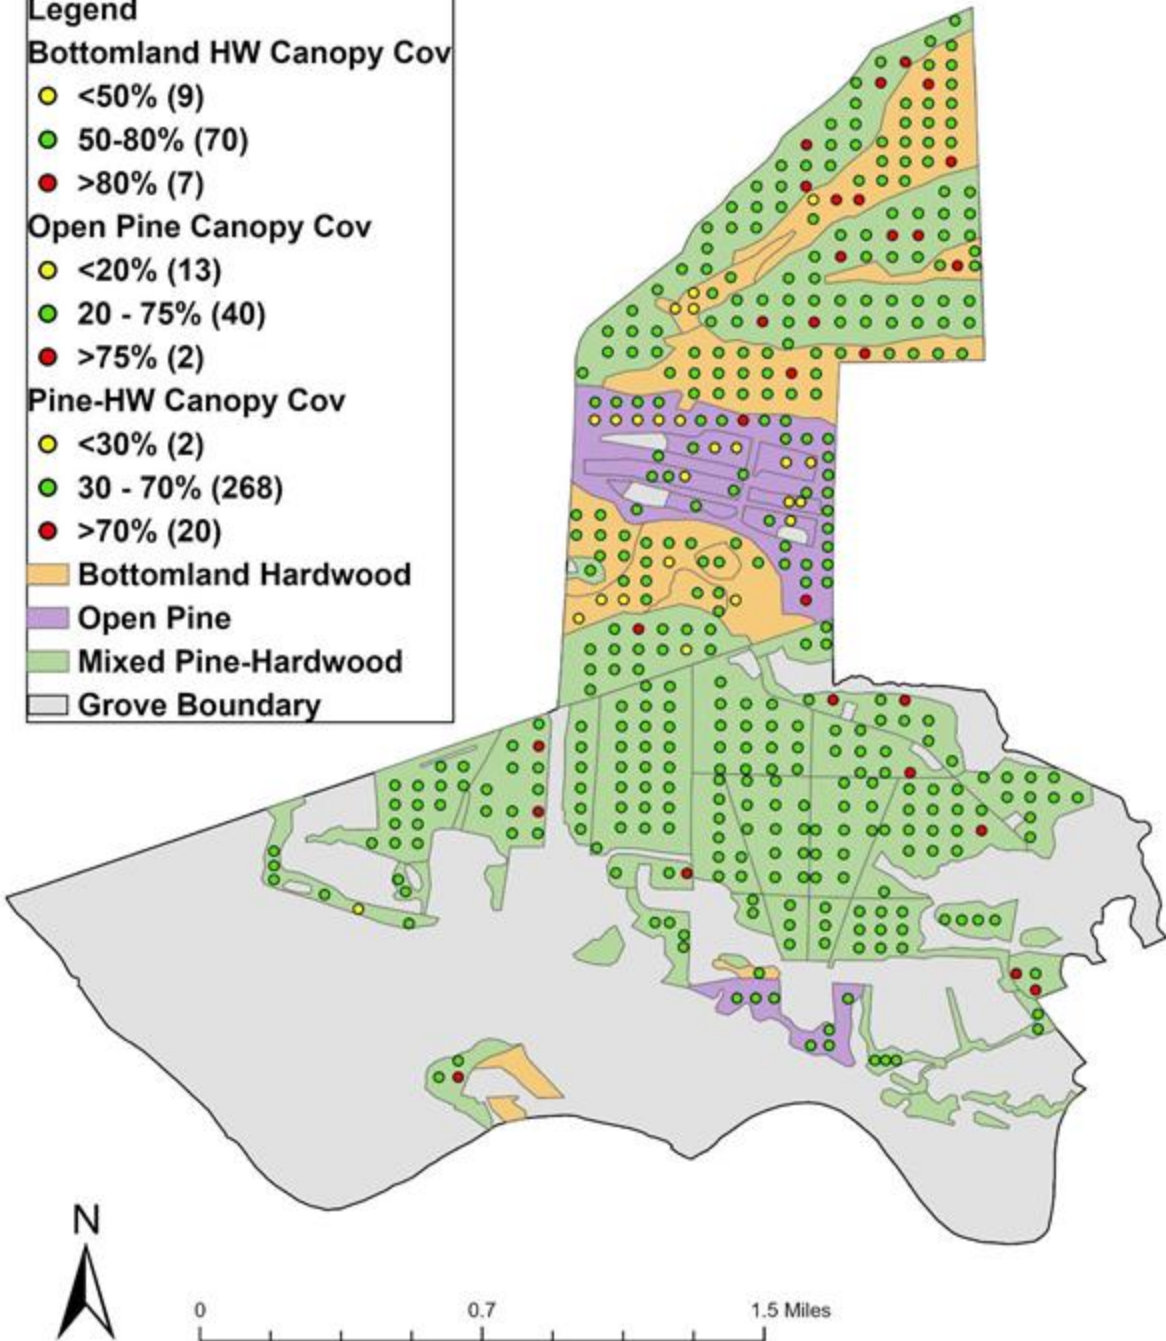 Legend
Bottomland HW Canopy Cov
<50% (9)
50-80% (70)
>80% (7)
Open Pine Canopy Cov
<20% (13)
20 - 75% (40)
>75% (2)
Pine-HW Canopy Cov
<30% (2)
30 - 70% (268)
>70% (20)
Bottomland Hardwood
Open Pine
Mixed Pine-Hardwood
Grove Boundary
N
0 0.7 1.5 Miles